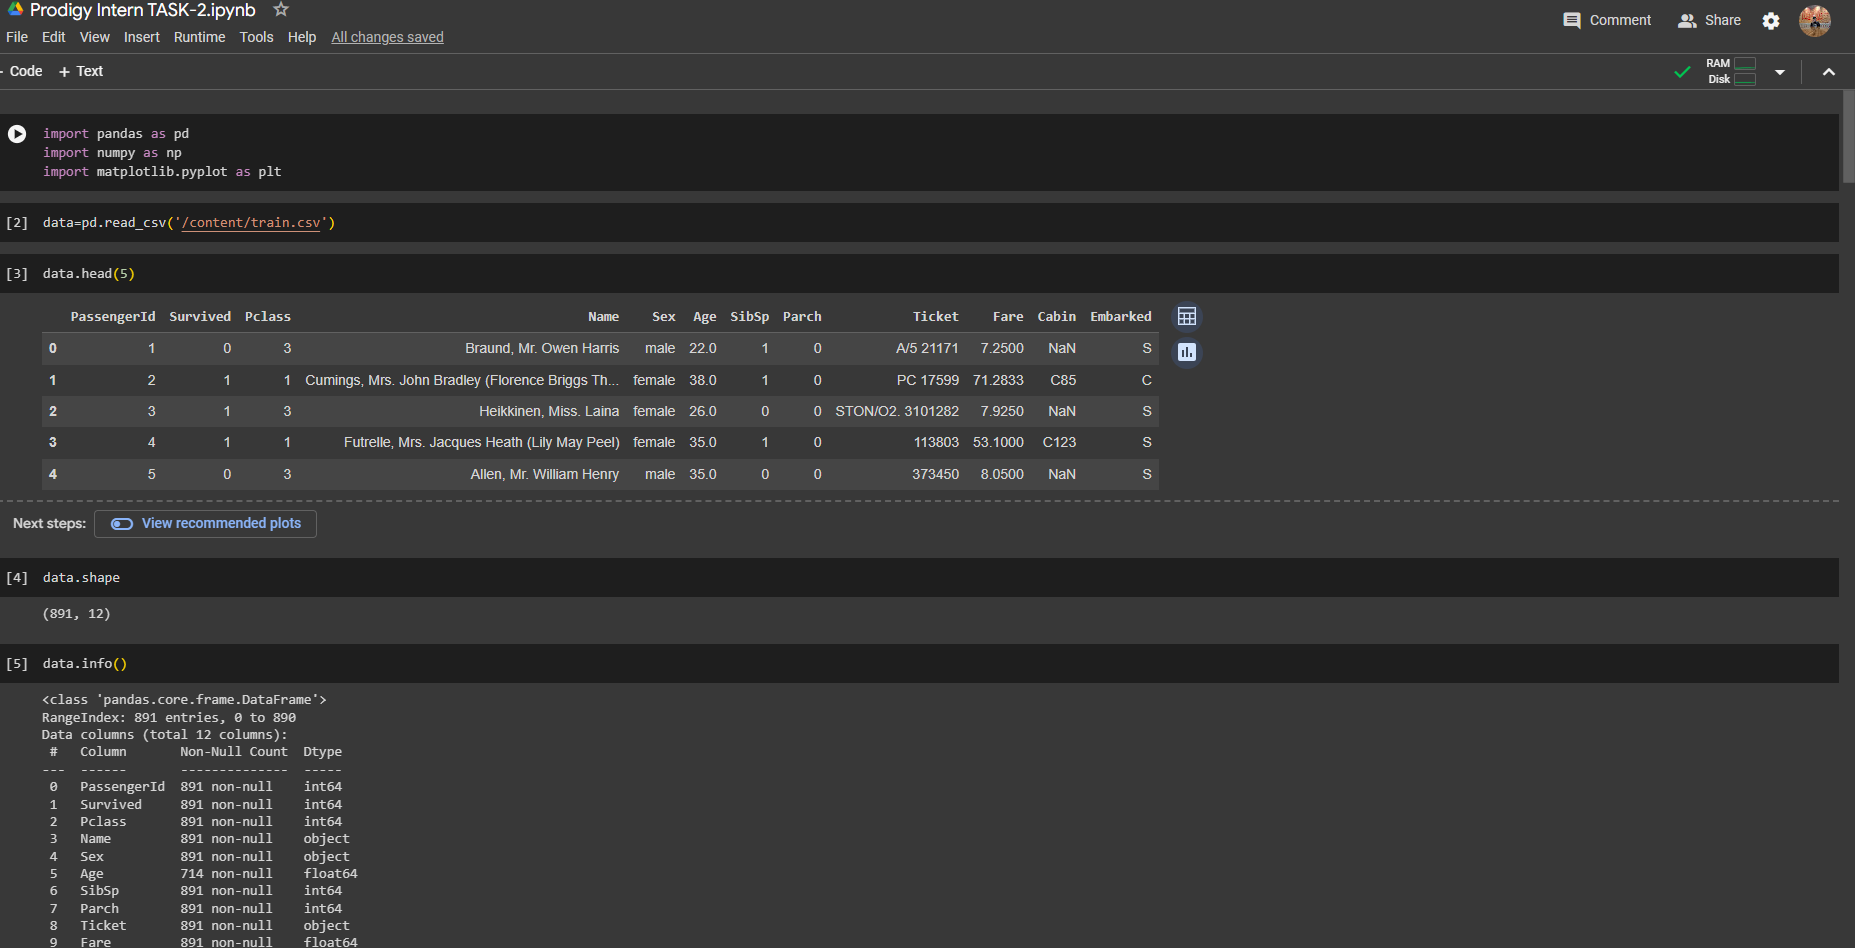 Prodigy Intern TASK-2.ipynb
Comment Share
File Edit View Insert Runtime Tools Help All changes saved
Code + Text
RAM
Disk
import pandas as pd
import numpy as np
import matplotlib.pyplot as plt
[2] data=pd.read_csv('/content/train.csv')
[3] data.head(5)
PassengerId Survived Pclass Name Sex Age SibSp Parch Ticket Fare Cabin Embarked
0 1 0 3 Braund, Mr. Owen Harris male 22.0 1 0 A/5 21171 7.2500 NaN S
1 2 1 1 Cumings, Mrs. John Bradley (Florence Briggs Th... female 38.0 1 0 PC 17599 71.2833 C85 C
2 3 1 3 Heikkinen, Miss. Laina female 26.0 0 0 STON/O2. 3101282 7.9250 NaN S
3 4 1 1 Futrelle, Mrs. Jacques Heath (Lily May Peel) female 35.0 1 0 113803 53.1000 C123 S
4 5 0 3 Allen, Mr. William Henry male 35.0 0 0 373450 8.0500 NaN S
Next steps: View recommended plots
[4] data.shape
(891, 12)
[5] data.info()
<class 'pandas.core.frame.DataFrame'>
RangeIndex: 891 entries, 0 to 890
Data columns (total 12 columns):
# Column Non-Null Count Dtype
--- ------ -------------- -----
0 PassengerId 891 non-null int64
1 Survived 891 non-null int64
2 Pclass 891 non-null int64
3 Name 891 non-null object
4 Sex 891 non-null object
5 Age 714 non-null float64
6 SibSp 891 non-null int64
7 Parch 891 non-null int64
8 Ticket 891 non-null object
9 Fare 891 non-null float64